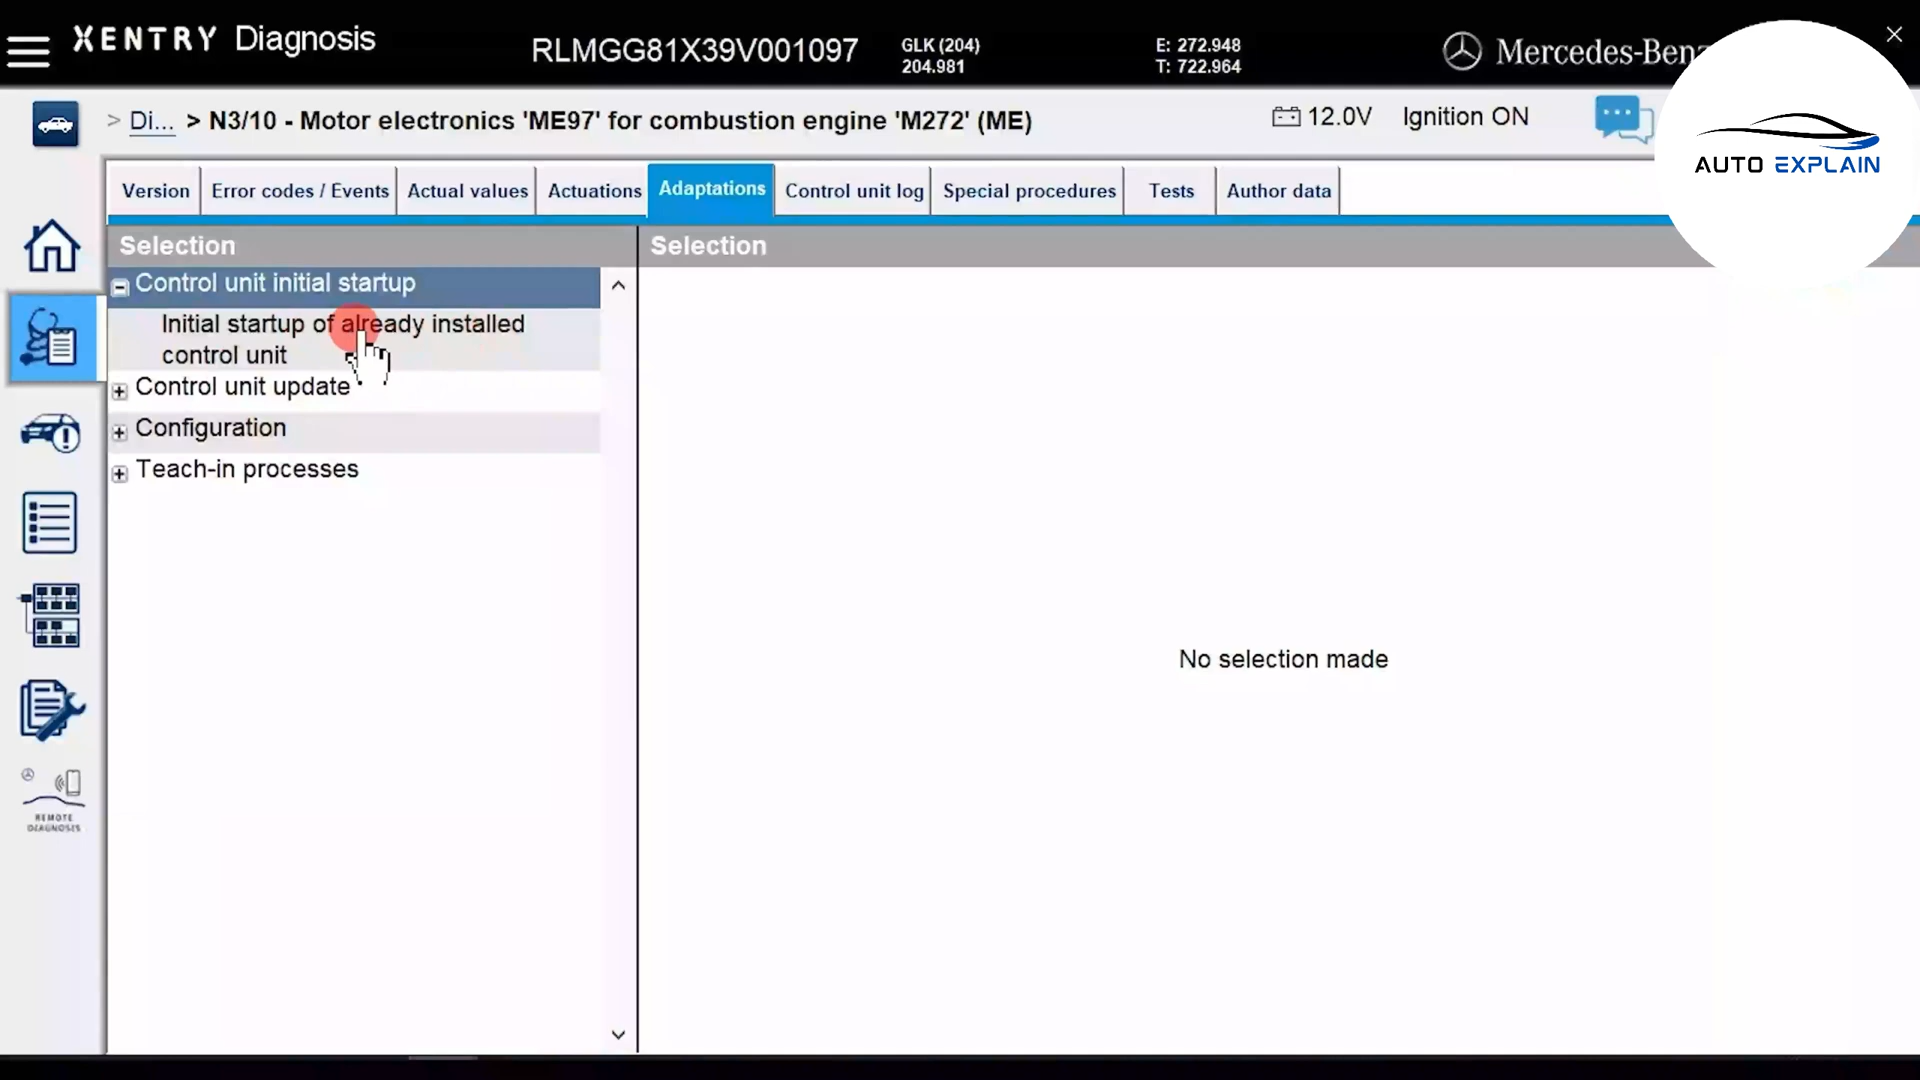 XENTRY Diagnosis
RLMGG81X39V001097
GLK (204)
204.981
E: 272.948
T: 722.964
Mercedes-Ben
> Di... > N3/10 - Motor electronics 'ME97' for combustion engine 'M272' (ME)
12.0V
Ignition ON
AUTO EXPLAIN
Version
Error codes / Events
Actual values
Actuations
Adaptations
Control unit log
Special procedures
Tests
Author data
Selection
Selection
Control unit initial startup
Initial startup of already installed
control unit
Control unit update
Configuration
Teach-in processes
No selection made
REMOTE
DIAGNOSIS